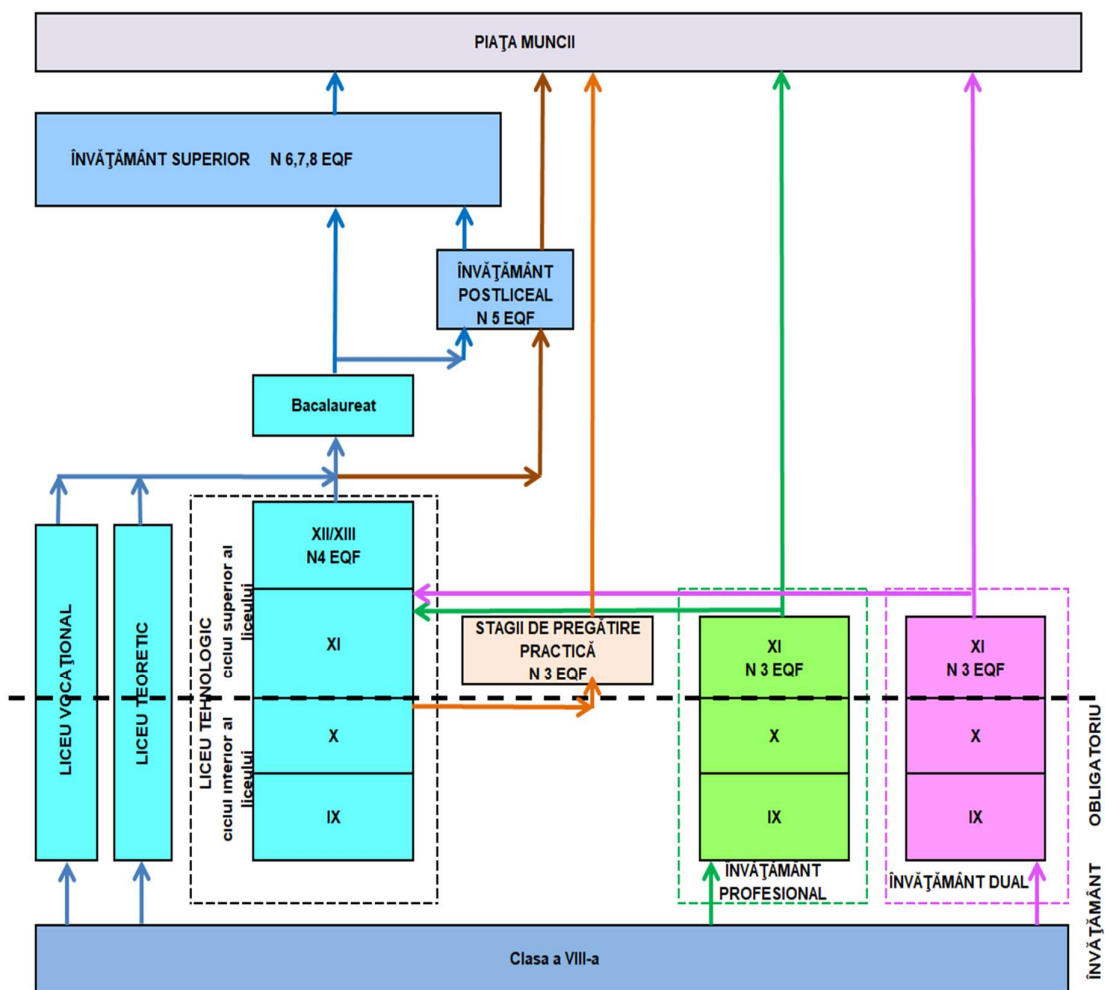 PIAŢA MUNCII
ÎNVĂŢĂMÂNT SUPERIOR N 6,7,8 EQF
ÎNVĂŢĂMÂNT
POSTLICEAL
N 5 EQF
Bacalaureat
LICEU VOCAŢIONAL
LICEU TEORETIC
LICEU TEHNOLOGIC
ciclul superior al
liceului
ciclul inferior al
liceului
XII/XIII
N4 EQF
XI
X
IX
STAGII DE PREGĂTIRE
PRACTICĂ
N 3 EQF
XI
N 3 EQF
X
IX
ÎNVĂŢĂMÂNT
PROFESIONAL
XI
N 3 EQF
X
IX
ÎNVĂŢĂMÂNT DUAL
ÎNVĂŢĂMÂNT OBLIGATORIU
Clasa a VIII-a